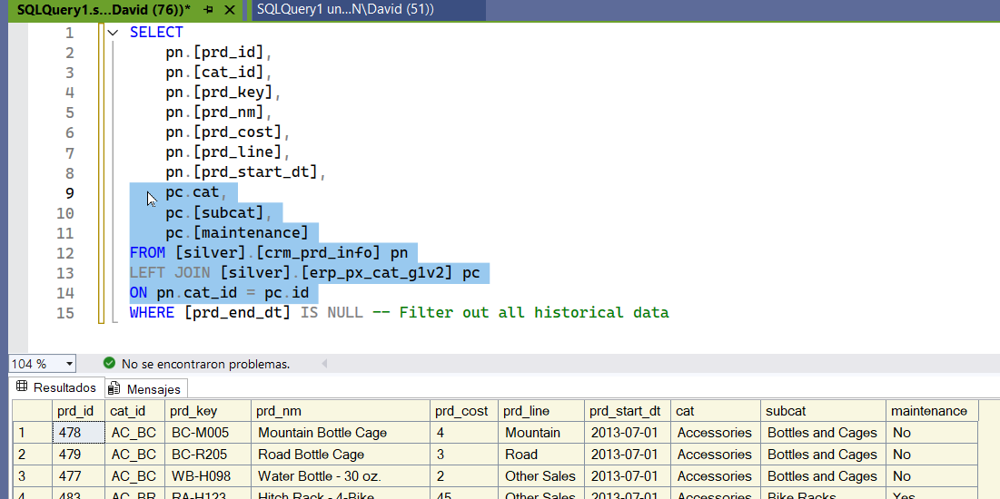 SQLQuery1.s...David (76))* SQLQuery1 un...N\David (51))
1 SELECT
2 pn.[prd_id],
3 pn.[cat_id],
4 pn.[prd_key],
5 pn.[prd_nm],
6 pn.[prd_cost],
7 pn.[prd_line],
8 pn.[prd_start_dt],
9 pc.cat,
10 pc.[subcat],
11 pc.[maintenance]
12 FROM [silver].[crm_prd_info] pn
13 LEFT JOIN [silver].[erp_px_cat_g1v2] pc
14 ON pn.cat_id = pc.id
15 WHERE [prd_end_dt] IS NULL -- Filter out all historical data
104 % No se encontraron problemas.
Resultados Mensajes
prd_id cat_id prd_key prd_nm prd_cost prd_line prd_start_dt cat subcat maintenance
1 478 AC_BC BC-M005 Mountain Bottle Cage 4 Mountain 2013-07-01 Accessories Bottles and Cages No
2 479 AC_BC BC-R205 Road Bottle Cage 3 Road 2013-07-01 Accessories Bottles and Cages No
3 477 AC_BC WB-H098 Water Bottle - 30 oz. 2 Other Sales 2013-07-01 Accessories Bottles and Cages No
4 483 AC_BR RA-H123 Hitch Rack - 4-Bike 45 Other Sales 2013-07-01 Accessories Bike Racks Yes